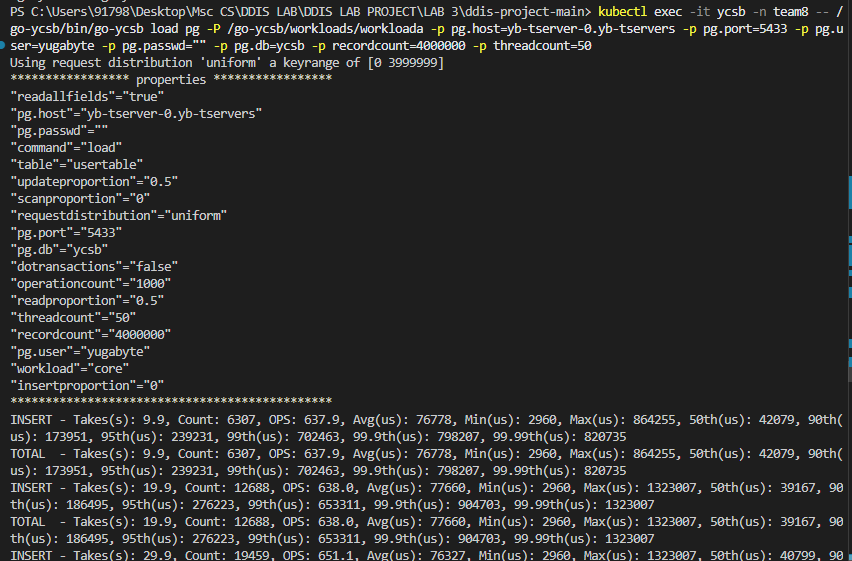 PS C:\Users\91798\Desktop\Msc CS\DDIS LAB\DDIS LAB PROJECT\LAB 3\ddis-project-main> kubectl exec -it ycsb -n team8 -- /
go-ycsb/bin/go-ycsb load pg -P /go-ycsb/workloads/workloada -p pg.host=yb-tserver-0.yb-tservers -p pg.port=5433 -p pg.u
ser=yugabyte -p pg.passwd="" -p pg.db=ycsb -p recordcount=4000000 -p threadcount=50
Using request distribution 'uniform' a keyrange of [0 3999999]
***************** properties *****************
"readallfields"="true"
"pg.host"="yb-tserver-0.yb-tservers"
"pg.passwd"=""
"command"="load"
"table"="usertable"
"updateproportion"="0.5"
"scanproportion"="0"
"requestdistribution"="uniform"
"pg.port"="5433"
"pg.db"="ycsb"
"dotransactions"="false"
"operationcount"="1000"
"readproportion"="0.5"
"threadcount"="50"
"recordcount"="4000000"
"pg.user"="yugabyte"
"workload"="core"
"insertproportion"="0"
**********************************************
INSERT - Takes(s): 9.9, Count: 6307, OPS: 637.9, Avg(us): 76778, Min(us): 2960, Max(us): 864255, 50th(us): 42079, 90th(
us): 173951, 95th(us): 239231, 99th(us): 702463, 99.9th(us): 798207, 99.99th(us): 820735
TOTAL  - Takes(s): 9.9, Count: 6307, OPS: 637.9, Avg(us): 76778, Min(us): 2960, Max(us): 864255, 50th(us): 42079, 90th(
us): 173951, 95th(us): 239231, 99th(us): 702463, 99.9th(us): 798207, 99.99th(us): 820735
INSERT - Takes(s): 19.9, Count: 12688, OPS: 638.0, Avg(us): 77660, Min(us): 2960, Max(us): 1323007, 50th(us): 39167, 90
th(us): 186495, 95th(us): 276223, 99th(us): 653311, 99.9th(us): 904703, 99.99th(us): 1323007
TOTAL  - Takes(s): 19.9, Count: 12688, OPS: 638.0, Avg(us): 77660, Min(us): 2960, Max(us): 1323007, 50th(us): 39167, 90
th(us): 186495, 95th(us): 276223, 99th(us): 653311, 99.9th(us): 904703, 99.99th(us): 1323007
INSERT - Takes(s): 29.9, Count: 19459, OPS: 651.1, Avg(us): 76327, Min(us): 2960, Max(us): 1323007, 50th(us): 40799, 90